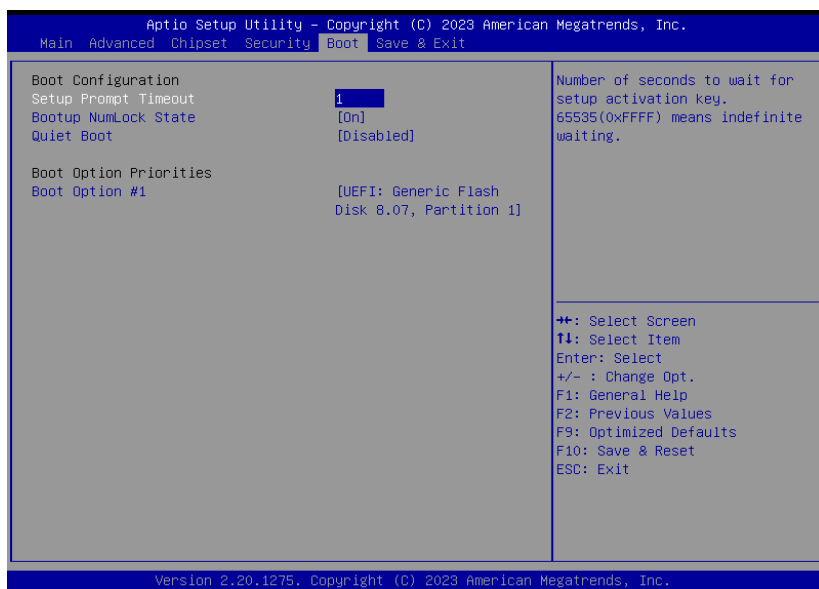 Aptio Setup Utility – Copyright (C) 2023 American Megatrends, Inc.
Main Advanced Chipset Security Boot Save & Exit
Boot Configuration
Setup Prompt Timeout 1
Bootup NumLock State [On]
Quiet Boot [Disabled]
Boot Option Priorities
Boot Option #1 [UEFI: Generic Flash
Disk 8.07, Partition 1]
Number of seconds to wait for
setup activation key.
65535(0xFFFF) means indefinite
waiting.
→←: Select Screen
↑↓: Select Item
Enter: Select
+/– : Change Opt.
F1: General Help
F2: Previous Values
F9: Optimized Defaults
F10: Save & Reset
ESC: Exit
Version 2.20.1275. Copyright (C) 2023 American Megatrends, Inc.